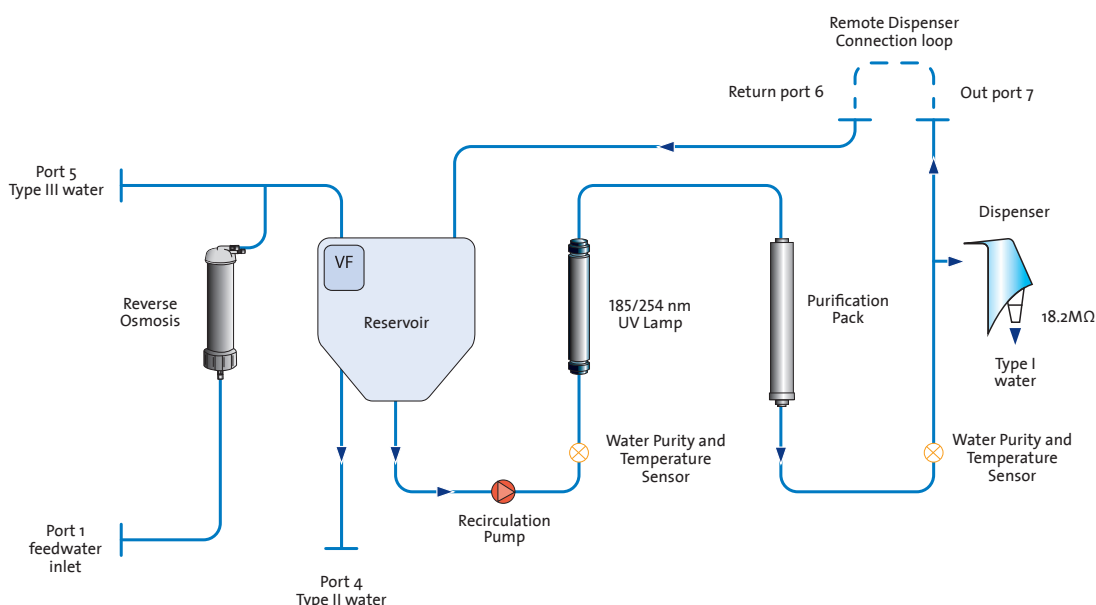 Remote Dispenser
Connection loop
Return port 6
Out port 7
Port 5
Type III water
Dispenser
VF
Reverse
Osmosis
Reservoir
185/254 nm
UV Lamp
Purification
Pack
18.2MΩ
Type I
water
Water Purity and
Temperature
Sensor
Water Purity and
Temperature
Sensor
Recirculation
Pump
Port 1
feedwater
inlet
Port 4
Type II water